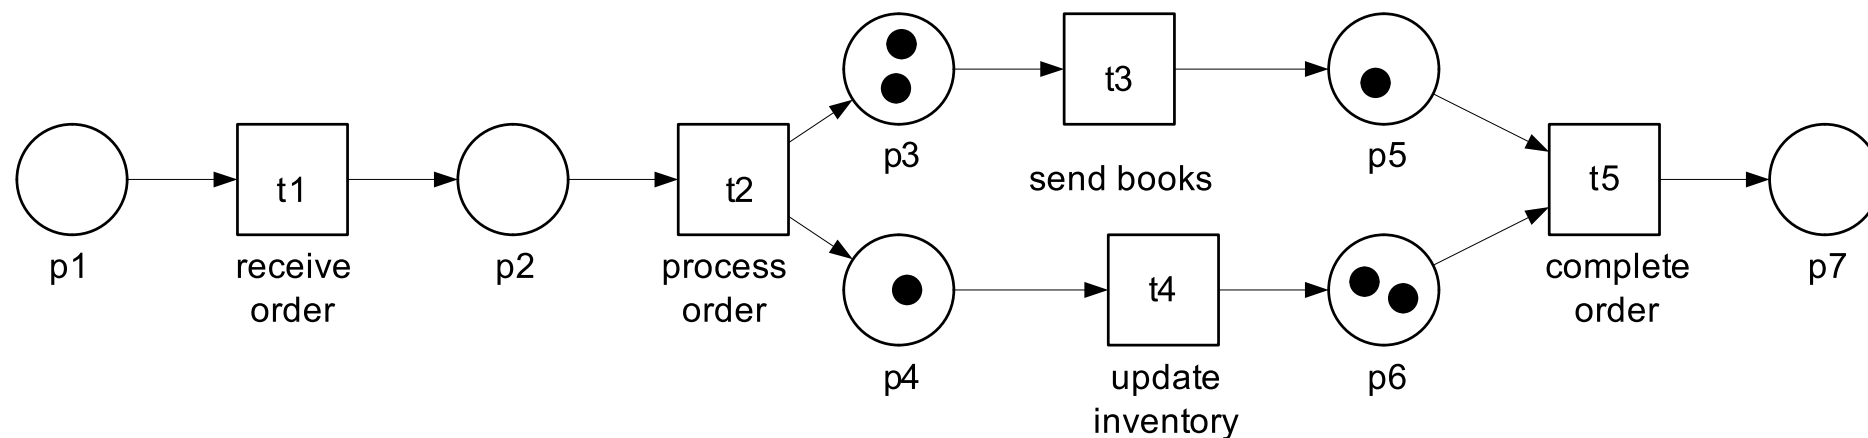 p1
t1
receive
order
p2
t2
process
order
p3
t3
send books
p4
t4
update
inventory
p5
p6
t5
complete
order
p7